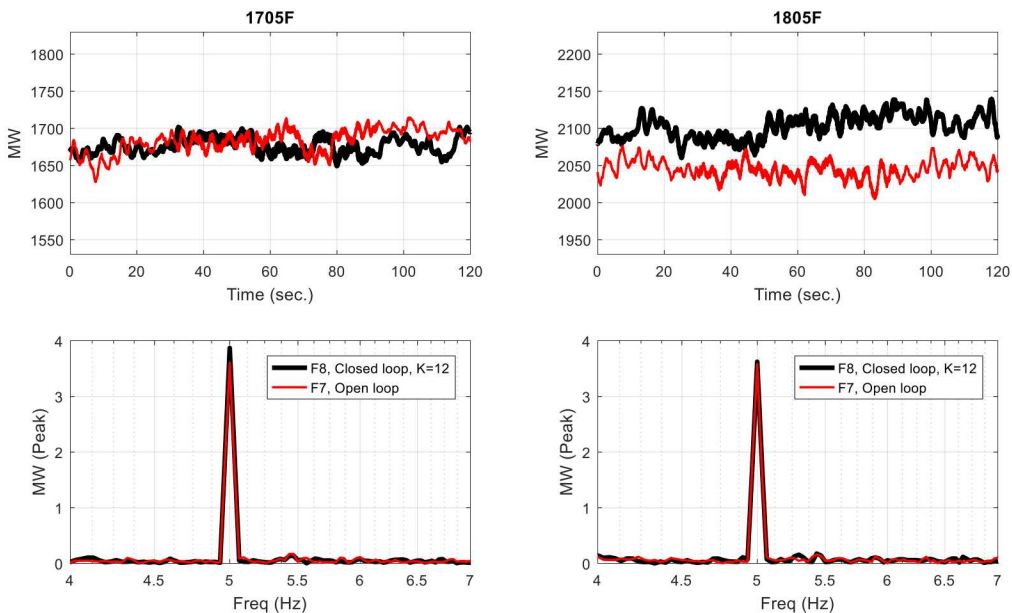 1705F
1800
1750
1700
1650
1600
1550
MW
0 20 40 60 80 100 120
Time (sec.)
1805F
2200
2150
2100
2050
2000
1950
MW
0 20 40 60 80 100 120
Time (sec.)
4
3
2
1
0
MW (Peak)
F8, Closed loop, K=12
F7, Open loop
4 4.5 5 5.5 6 6.5 7
Freq (Hz)
4
3
2
1
0
MW (Peak)
F8, Closed loop, K=12
F7, Open loop
4 4.5 5 5.5 6 6.5 7
Freq (Hz)